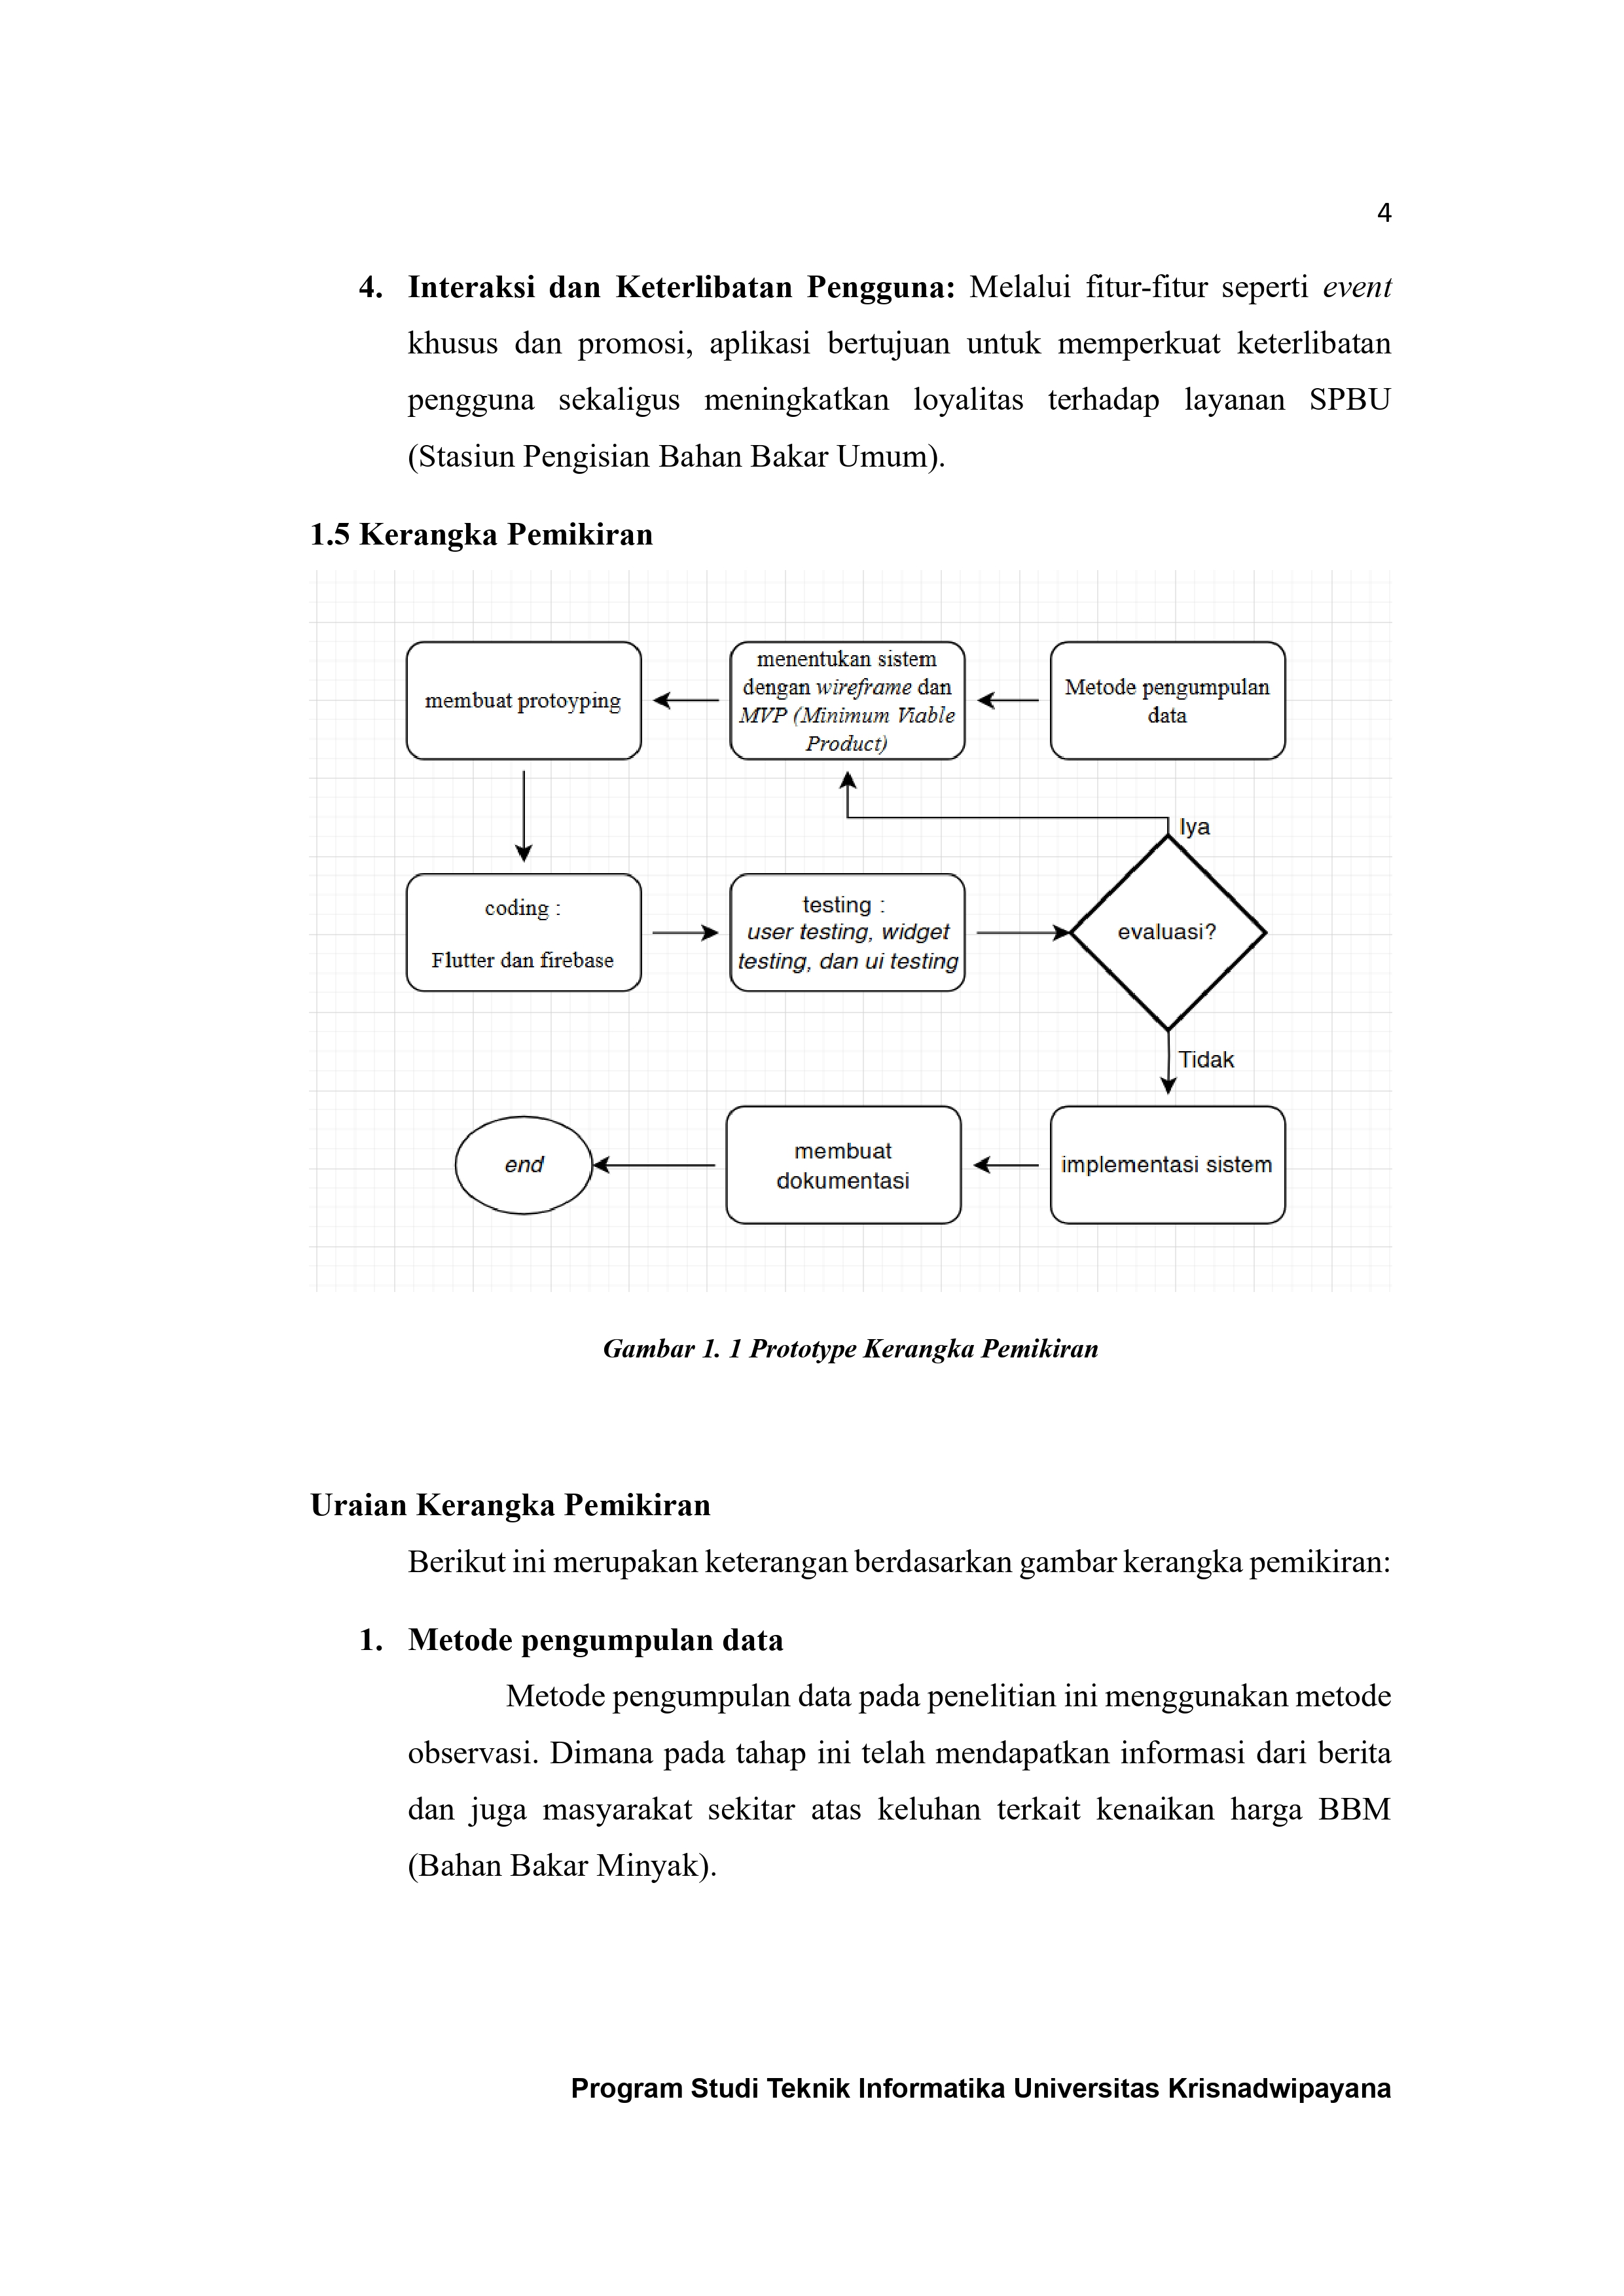 4
4. Interaksi dan Keterlibatan Pengguna: Melalui fitur-fitur seperti event
khusus dan promosi, aplikasi bertujuan untuk memperkuat keterlibatan
pengguna sekaligus meningkatkan loyalitas terhadap layanan SPBU
(Stasiun Pengisian Bahan Bakar Umum).
1.5 Kerangka Pemikiran
membuat protoyping
menentukan sistem
dengan wireframe dan
MVP (Minimum Viable
Product)
Metode pengumpulan
data
Iya
coding :
Flutter dan firebase
testing :
user testing, widget
testing, dan ui testing
evaluasi?
Tidak
end
membuat
dokumentasi
implementasi sistem
Gambar 1. 1 Prototype Kerangka Pemikiran
Uraian Kerangka Pemikiran
Berikut ini merupakan keterangan berdasarkan gambar kerangka pemikiran:
1. Metode pengumpulan data
Metode pengumpulan data pada penelitian ini menggunakan metode
observasi. Dimana pada tahap ini telah mendapatkan informasi dari berita
dan juga masyarakat sekitar atas keluhan terkait kenaikan harga BBM
(Bahan Bakar Minyak).
Program Studi Teknik Informatika Universitas Krisnadwipayana